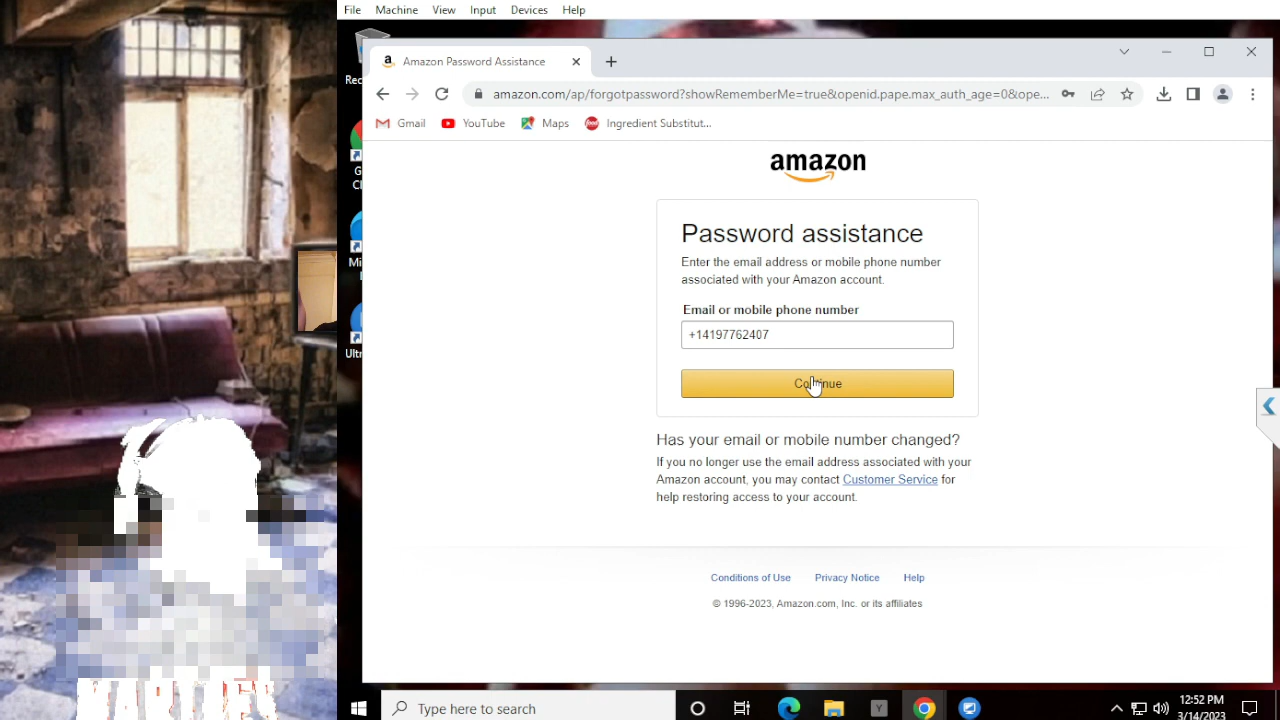 File Machine View Input Devices Help
Amazon Password Assistance
amazon.com/ap/forgotpassword?showRememberMe=true&openid.pape.max_auth_age=0&ope...
Gmail YouTube Maps Ingredient Substitut...
amazon
Password assistance
Enter the email address or mobile phone number
associated with your Amazon account.
Email or mobile phone number
+14197762407
Continue
Has your email or mobile number changed?
If you no longer use the email address associated with your
Amazon account, you may contact Customer Service for
help restoring access to your account.
Conditions of Use Privacy Notice Help
© 1996-2023, Amazon.com, Inc. or its affiliates
Type here to search
12:52 PM
3/14/2023